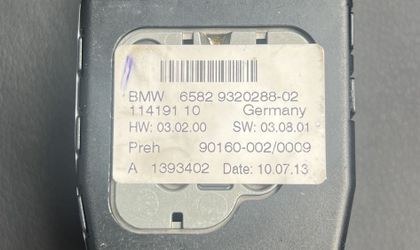 BMW 6582 9320288-02
114191 10 Germany
HW: 03.02.00 SW: 03.08.01
Preh 90160-002/0009
A 1393402 Date: 10.07.13